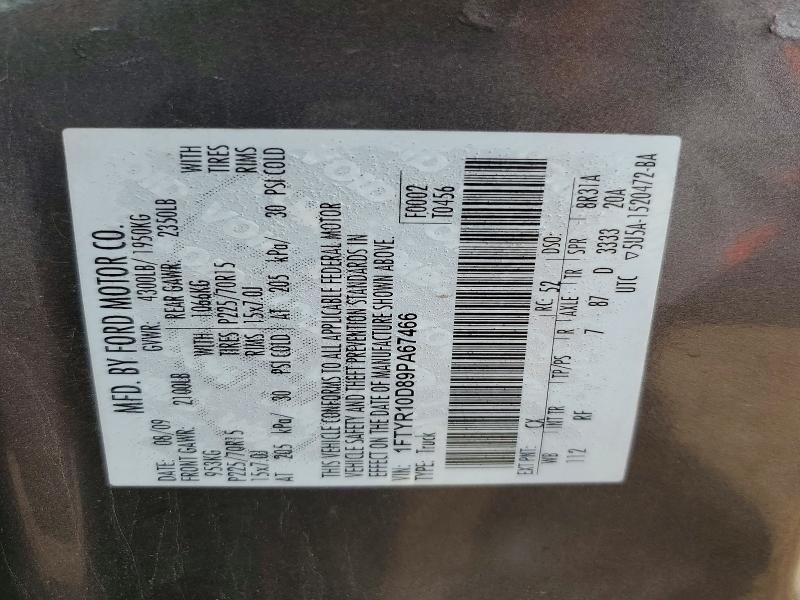 MFD. BY FORD MOTOR CO.
DATE: 08/09 GVWR: 4300LB/ 1950KG
FRONT GAWR: 2100LB REAR GAWR: 2350LB
953KG WITH 1066KG WITH
P225/70R15 TIRES P225/70R15 TIRES
15x7.0J RIMS 15x7.0J RIMS
AT 205 kPa/ 30 PSI COLD AT 205 kPa/ 30 PSI COLD
THIS VEHICLE CONFORMS TO ALL APPLICABLE FEDERAL MOTOR
VEHICLE SAFETY AND THEFT PREVENTION STANDARDS IN
EFFECT ON THE DATE OF MANUFACTURE SHOWN ABOVE.
VIN: 1FTYR10D89PA67466
TYPE: Truck
F0002
T0456
EXT PNT: CX RC: 52 DSO:
WB INT TR TP/PS R AXLE TR SPR 8R31A
112 RF 7 87 D 3333 20A
UTC ▽5U5A-1520472-BA